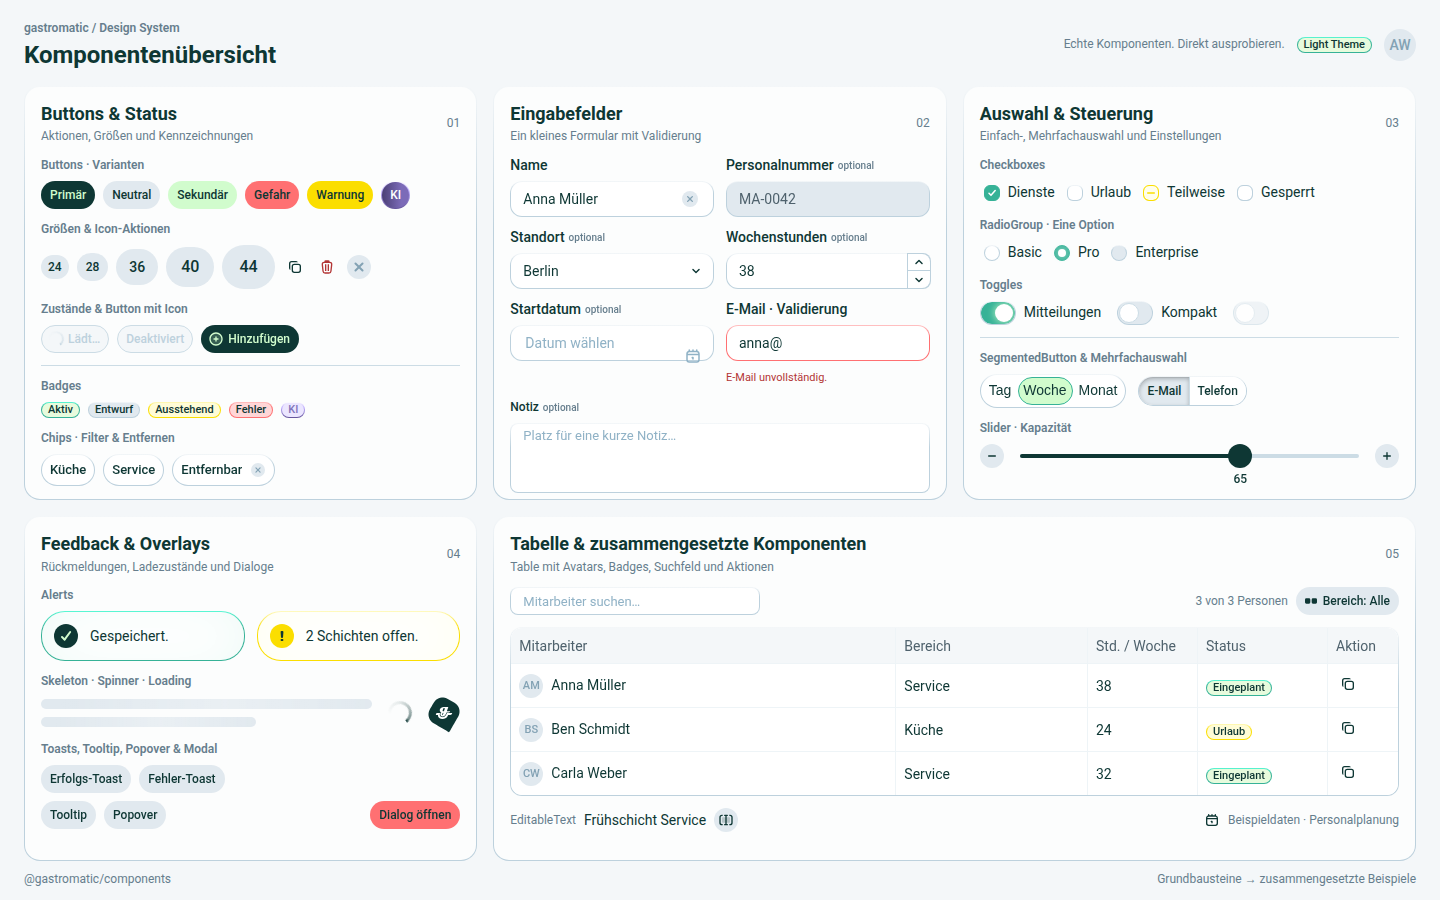 gastromatic / Design System
Komponentenübersicht
Echte Komponenten. Direkt ausprobieren.
Light Theme
AW
Buttons & Status
Aktionen, Größen und Kennzeichnungen
01
Buttons · Varianten
Primär Neutral Sekundär Gefahr Warnung KI
Größen & Icon-Aktionen
24 28 36 40 44
Zustände & Button mit Icon
Lädt... Deaktiviert Hinzufügen
Badges
Aktiv Entwurf Ausstehend Fehler KI
Chips · Filter & Entfernen
Küche Service Entfernbar
Eingabefelder
Ein kleines Formular mit Validierung
02
Name Personalnummer optional
Anna Müller MA-0042
Standort optional Wochenstunden optional
Berlin 38
Startdatum optional E-Mail · Validierung
Datum wählen anna@
E-Mail unvollständig.
Notiz optional
Platz für eine kurze Notiz...
Auswahl & Steuerung
Einfach-, Mehrfachauswahl und Einstellungen
03
Checkboxes
Dienste Urlaub Teilweise Gesperrt
RadioGroup · Eine Option
Basic Pro Enterprise
Toggles
Mitteilungen Kompakt
SegmentedButton & Mehrfachauswahl
Tag Woche Monat E-Mail Telefon
Slider · Kapazität
65
Feedback & Overlays
Rückmeldungen, Ladezustände und Dialoge
04
Alerts
Gespeichert. 2 Schichten offen.
Skeleton · Spinner · Loading
Toasts, Tooltip, Popover & Modal
Erfolgs-Toast Fehler-Toast
Tooltip Popover Dialog öffnen
Tabelle & zusammengesetzte Komponenten
Table mit Avatars, Badges, Suchfeld und Aktionen
05
Mitarbeiter suchen... 3 von 3 Personen Bereich: Alle
Mitarbeiter Bereich Std. / Woche Status Aktion
AM Anna Müller Service 38 Eingeplant
BS Ben Schmidt Küche 24 Urlaub
CW Carla Weber Service 32 Eingeplant
EditableText Frühschicht Service Beispieldaten · Personalplanung
@gastromatic/components
Grundbausteine → zusammengesetzte Beispiele